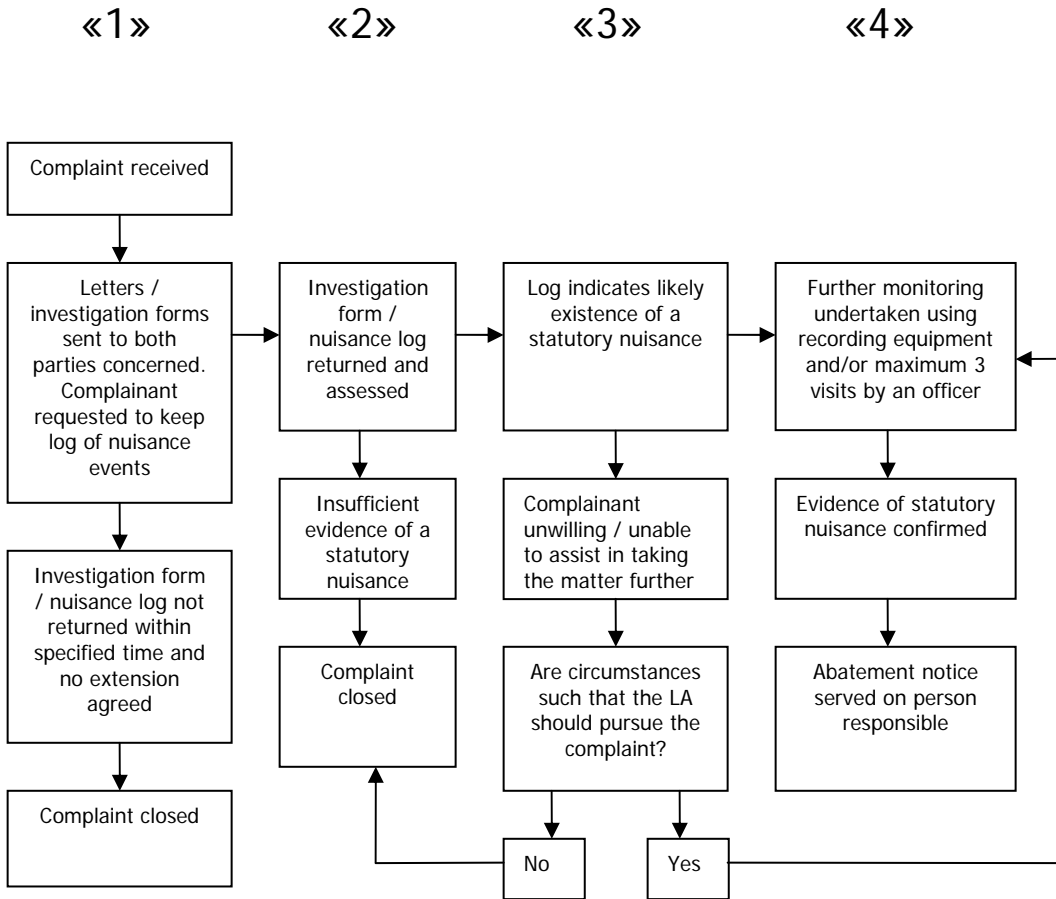 «1»
«2»
«3»
«4»
Complaint received
Letters /
investigation forms
sent to both
parties concerned.
Complainant
requested to keep
log of nuisance
events
Investigation form
/ nuisance log not
returned within
specified time and
no extension
agreed
Complaint closed
Investigation
form /
nuisance log
returned and
assessed
Insufficient
evidence of a
statutory
nuisance
Complaint
closed
Log indicates likely
existence of a
statutory nuisance
Complainant
unwilling / unable
to assist in taking
the matter further
Are circumstances
such that the LA
should pursue the
complaint?
No
Yes
Further monitoring
undertaken using
recording equipment
and/or maximum 3
visits by an officer
Evidence of statutory
nuisance confirmed
Abatement notice
served on person
responsible